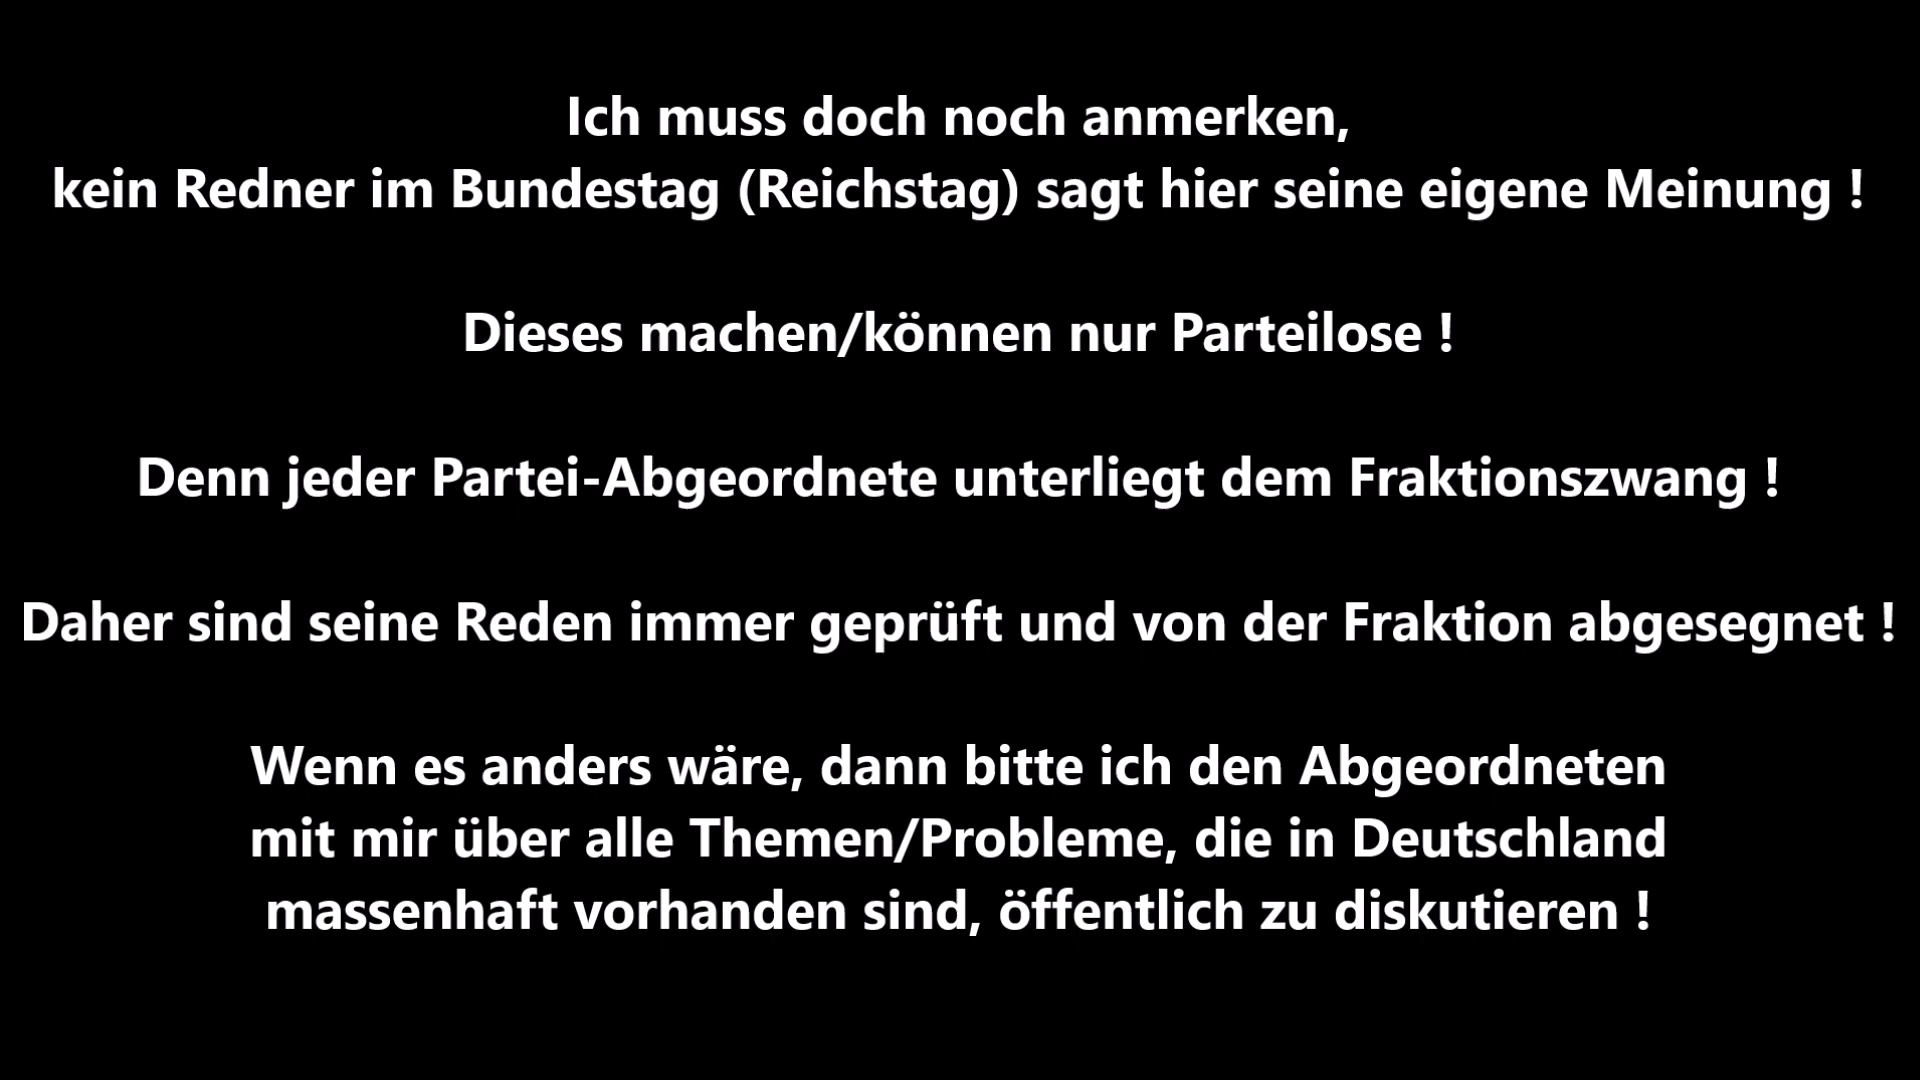 Ich muss doch noch anmerken,
kein Redner im Bundestag (Reichstag) sagt hier seine eigene Meinung !
Dieses machen/können nur Parteilose !
Denn jeder Partei-Abgeordnete unterliegt dem Fraktionszwang !
Daher sind seine Reden immer geprüft und von der Fraktion abgesegnet !
Wenn es anders wäre, dann bitte ich den Abgeordneten
mit mir über alle Themen/Probleme, die in Deutschland
massenhaft vorhanden sind, öffentlich zu diskutieren !